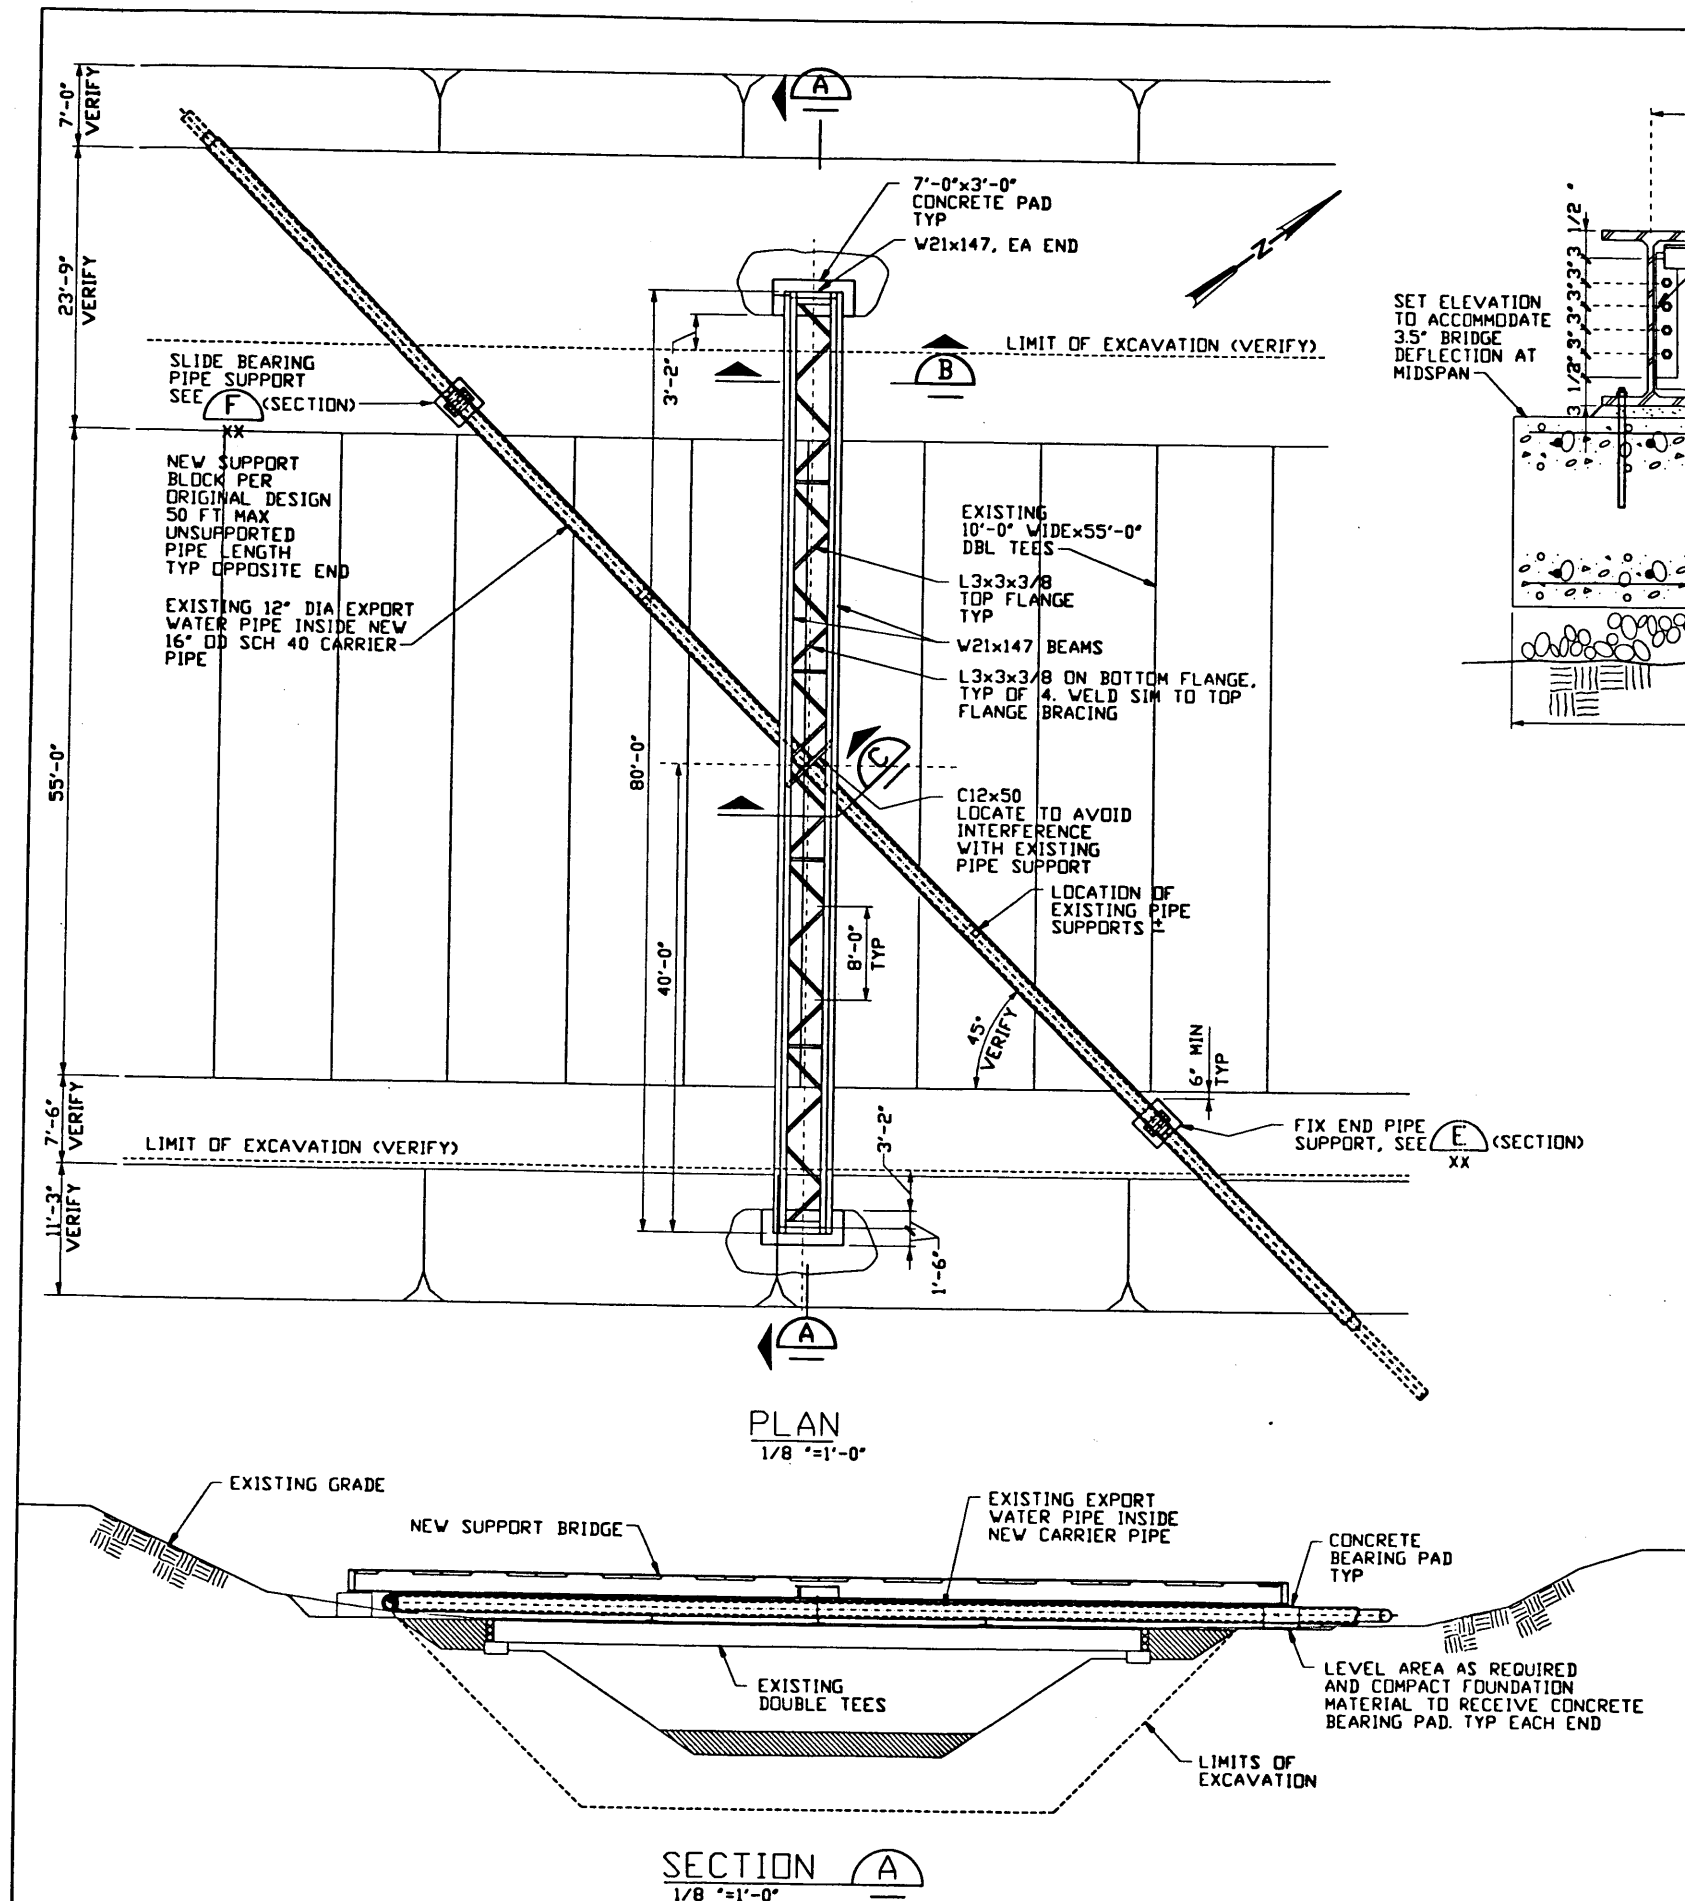 7'-0"
VERIFY
23'-9"
VERIFY
55'-0"
7'-6"
VERIFY
11'-3"
VERIFY
A
7'-0"x3'-0"
CONCRETE PAD
TYP
W21x147, EA END
N
LIMIT OF EXCAVATION (VERIFY)
3'-2"
B
SLIDE BEARING
PIPE SUPPORT
SEE F (SECTION)
XX
NEW SUPPORT
BLOCK PER
ORIGINAL DESIGN
50 FT MAX
UNSUPPORTED
PIPE LENGTH
TYP OPPOSITE END
EXISTING 12" DIA EXPORT
WATER PIPE INSIDE NEW
16" OD SCH 40 CARRIER
PIPE
EXISTING
10'-0" WIDEx55'-0"
DBL TEES
L3x3x3/8
TOP FLANGE
TYP
W21x147 BEAMS
L3x3x3/8 ON BOTTOM FLANGE,
TYP OF 4. WELD SIM TO TOP
FLANGE BRACING
80'-0"
40'-0"
C
C12x50
LOCATE TO AVOID
INTERFERENCE
WITH EXISTING
PIPE SUPPORT
LOCATION OF
EXISTING PIPE
SUPPORTS ±
8'-0"
TYP
45°
VERIFY
6" MIN
TYP
FIX END PIPE
SUPPORT, SEE E (SECTION)
XX
LIMIT OF EXCAVATION (VERIFY)
3'-2"
1'-6"
A
SET ELEVATION
TO ACCOMMODATE
3.5" BRIDGE
DEFLECTION AT
MIDSPAN
3 1/2" 3" 3" 3" 3" 3 1/2"
PLAN
1/8 "=1'-0"
EXISTING GRADE
NEW SUPPORT BRIDGE
EXISTING EXPORT
WATER PIPE INSIDE
NEW CARRIER PIPE
CONCRETE
BEARING PAD
TYP
EXISTING
DOUBLE TEES
LEVEL AREA AS REQUIRED
AND COMPACT FOUNDATION
MATERIAL TO RECEIVE CONCRETE
BEARING PAD. TYP EACH END
LIMITS OF
EXCAVATION
SECTION A
1/8 "=1'-0"